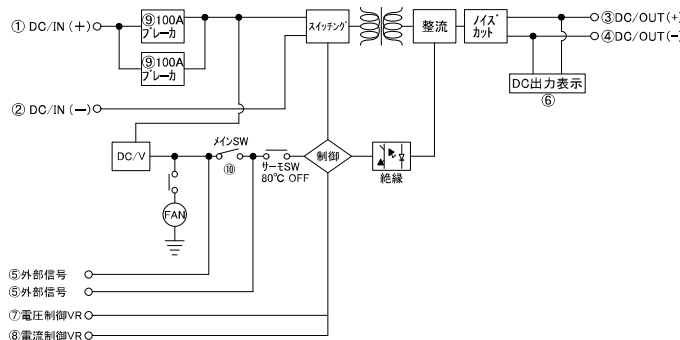 ① DC/IN (+)
⑨100A
ブレーカ
⑨100A
ブレーカ
スイッチング
整流
ノイズ
カット
③DC/OUT(+)
④DC/OUT(-)
DC出力表示
⑥
② DC/IN (-)
DC/V
メインSW
⑩
サーモSW
80℃ OFF
制御
絶縁
FAN
⑤外部信号
⑤外部信号
⑦電圧制御VR
⑧電流制御VR